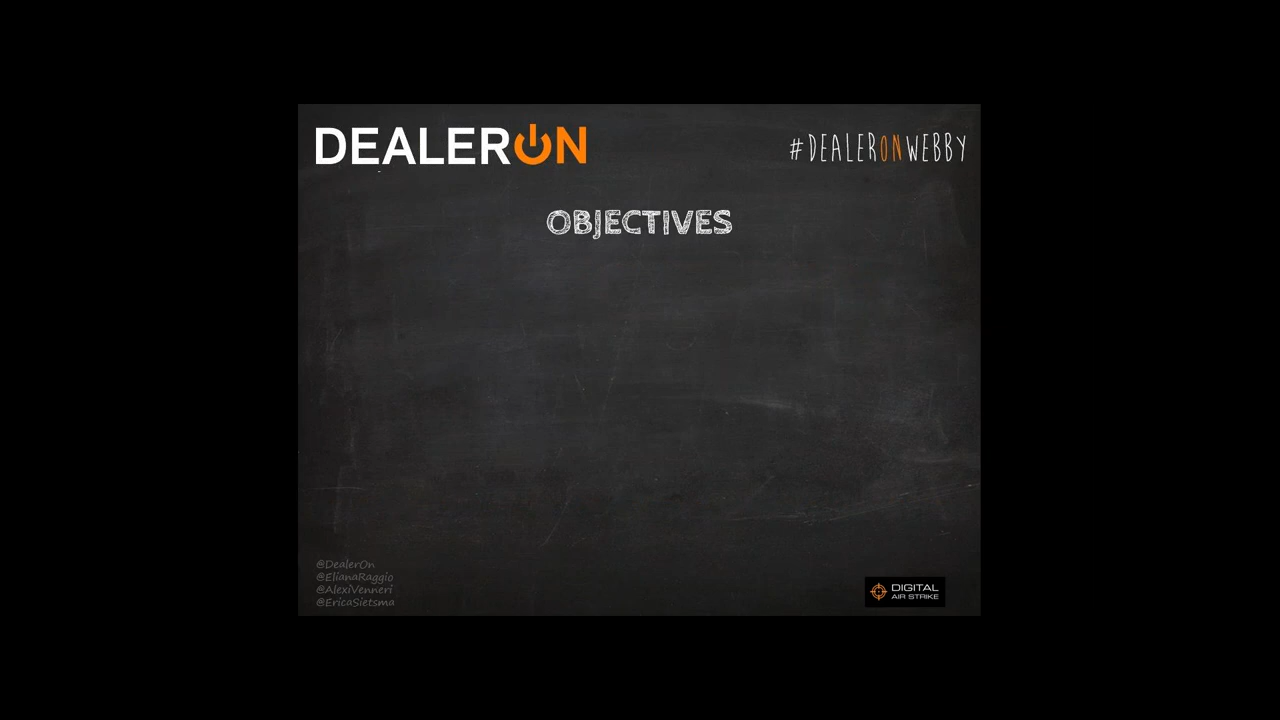 DEALERON
#DEALERONWEBBY
OBJECTIVES
@DealerOn
@ElianaRaggio
@AlexiVenneri
@EricaSietsma
DIGITAL
AIR STRIKE